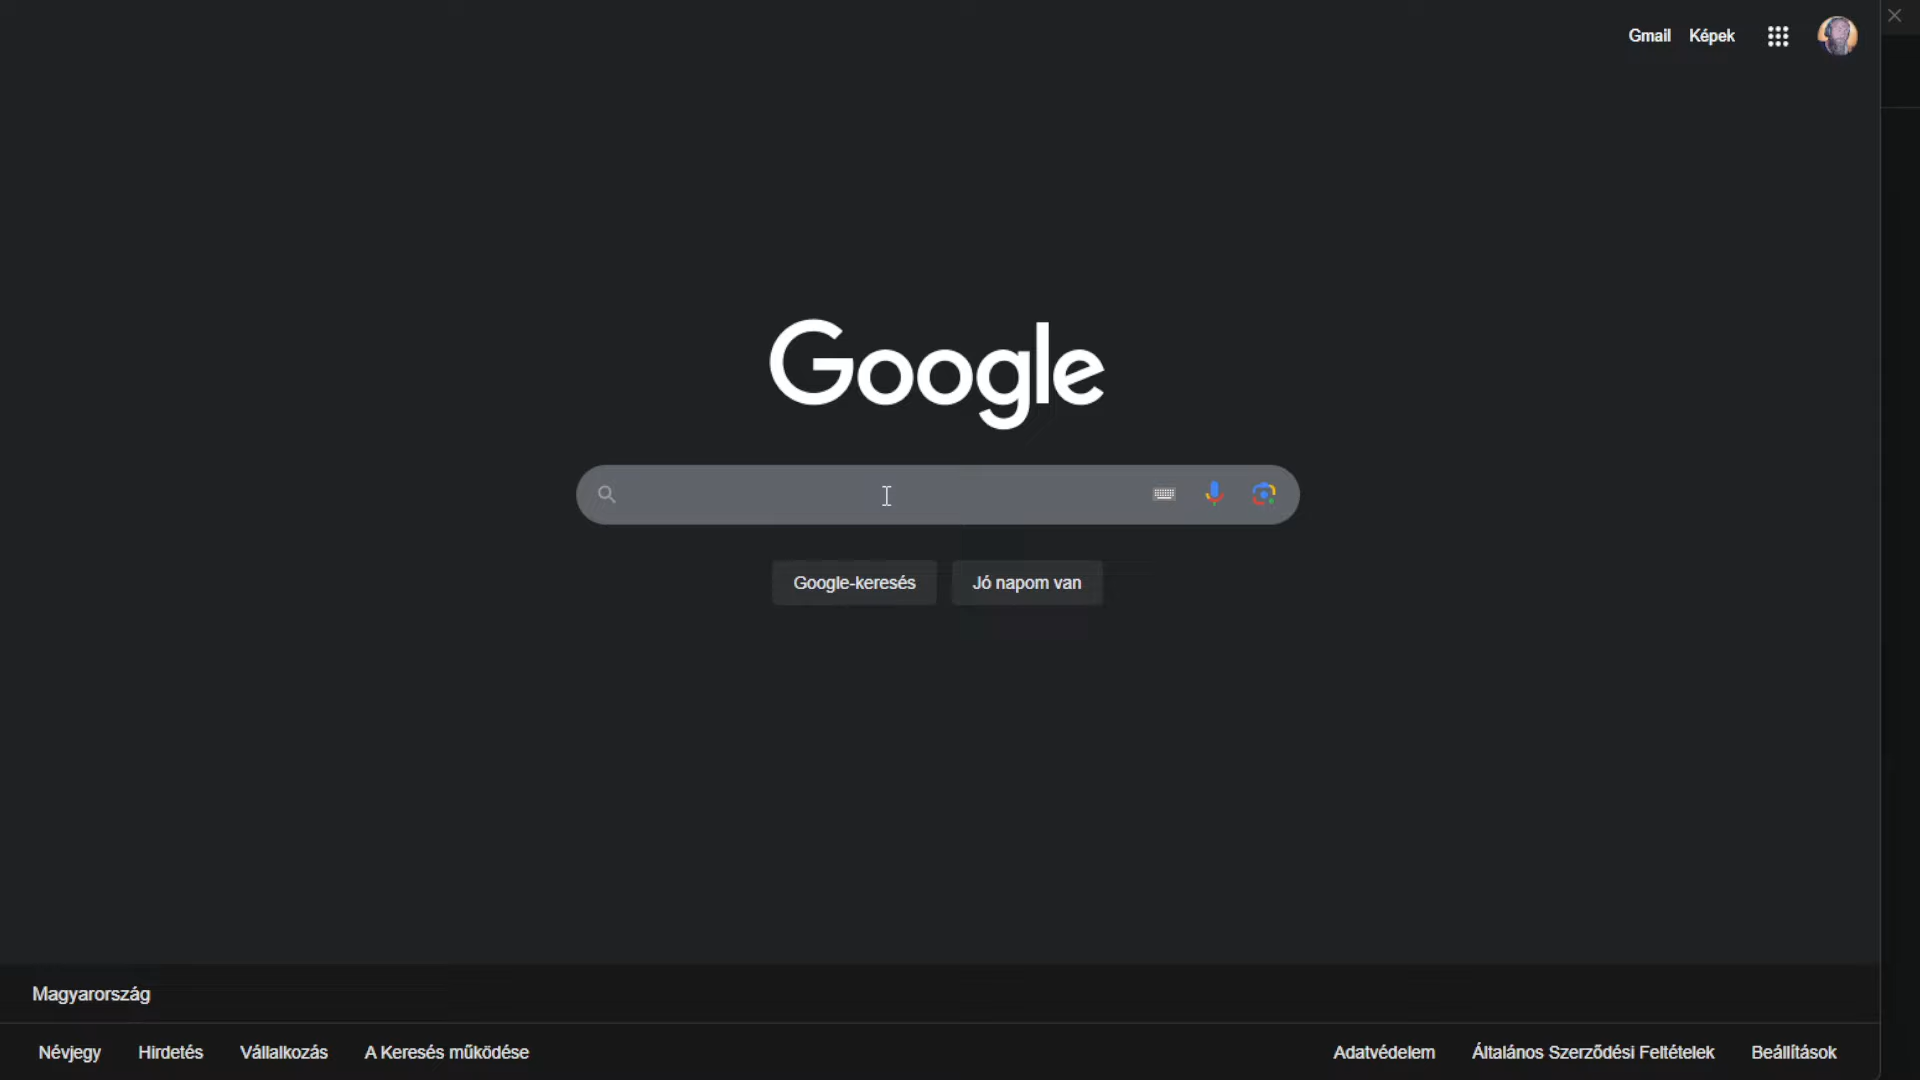 Gmail Képek
Google
Google-keresés Jó napom van
Magyarország
Névjegy Hirdetés Vállalkozás A Keresés működése Adatvédelem Általános Szerződési Feltételek Beállítások